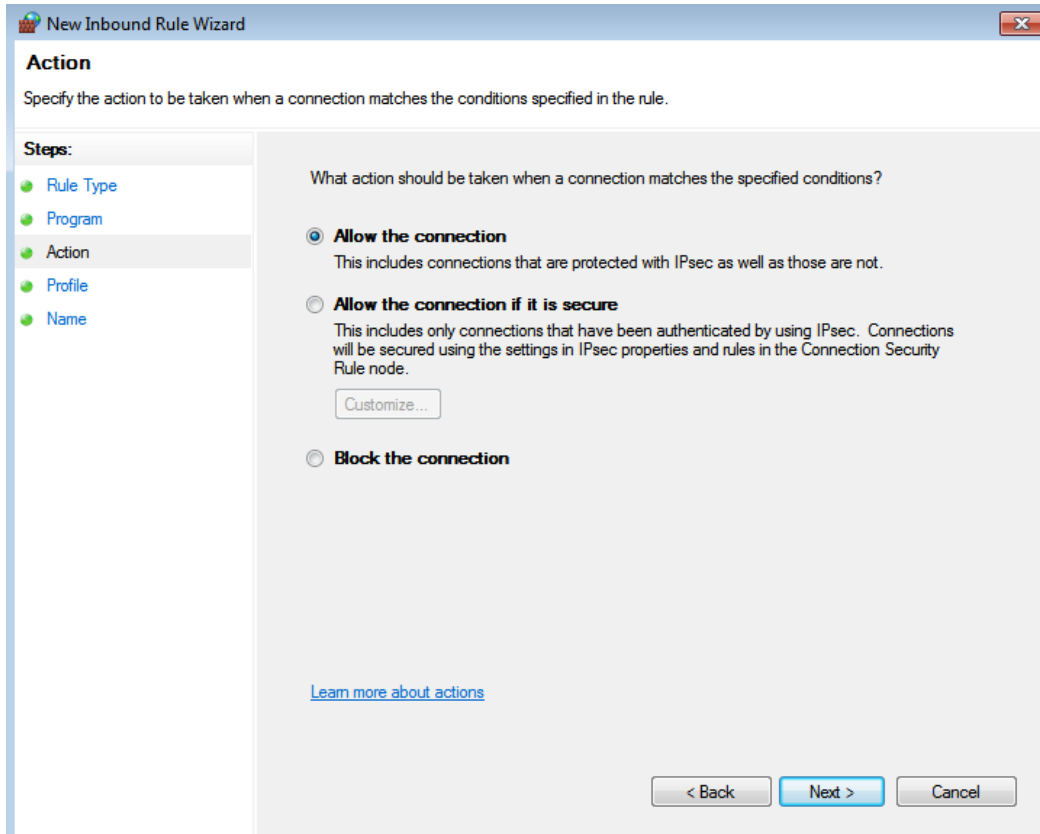 New Inbound Rule Wizard
Action
Specify the action to be taken when a connection matches the conditions specified in the rule.
Steps:
Rule Type
Program
Action
Profile
Name
What action should be taken when a connection matches the specified conditions?
Allow the connection
This includes connections that are protected with IPsec as well as those are not.
Allow the connection if it is secure
This includes only connections that have been authenticated by using IPsec. Connections
will be secured using the settings in IPsec properties and rules in the Connection Security
Rule node.
Customize...
Block the connection
Learn more about actions
< Back
Next >
Cancel